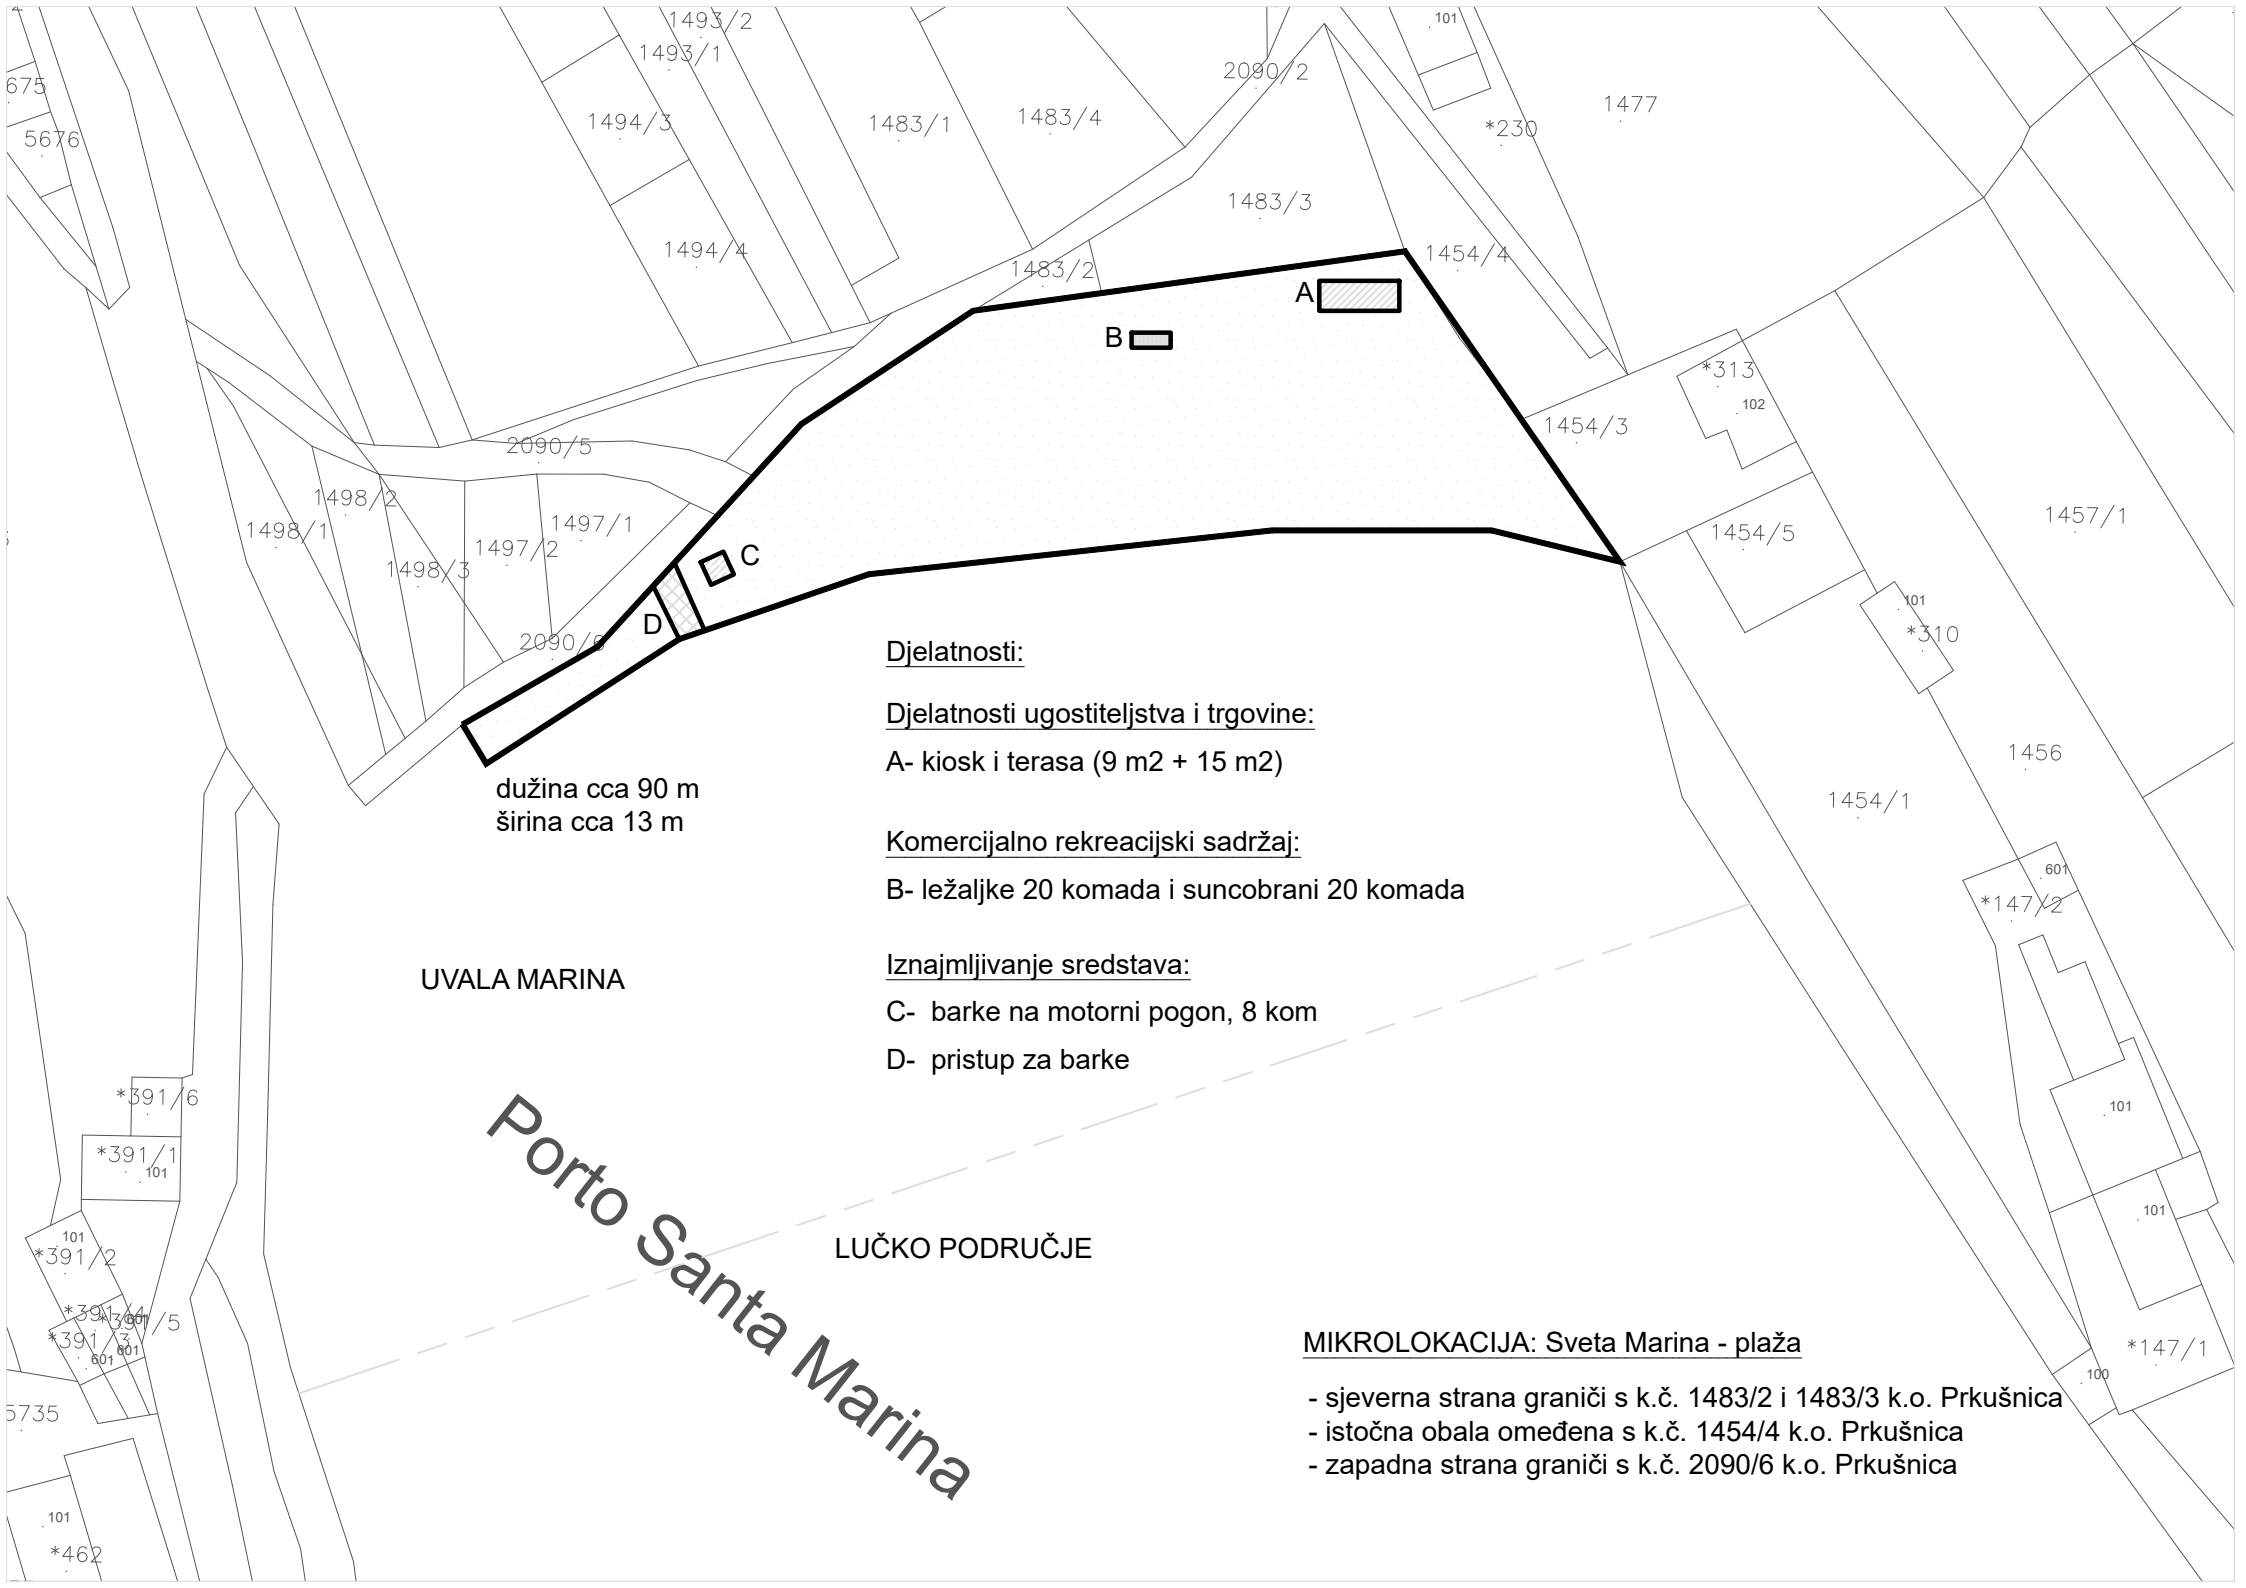 1493/2
1493/1
101
675
2090/2
1477
1494/3
1483/1
1483/4
*230
5676
1483/3
1494/4
1454/4
1483/2
A
B
*313
102
1454/3
2090/5
1498/2
1498/1
1497/1
1457/1
1497/2
1454/5
C
1498/3
D
2090/6
101
*310
Djelatnosti:
Djelatnosti ugostiteljstva i trgovine:
A- kiosk i terasa (9 m2 + 15 m2)
1456
dužina cca 90 m
širina cca 13 m
1454/1
Komercijalno rekreacijski sadržaj:
B- ležaljke 20 komada i suncobrani 20 komada
601
*147/2
Iznajmljivanje sredstava:
UVALA MARINA
C- barke na motorni pogon, 8 kom
D- pristup za barke
*391/6
101
*391/1
101
Porto Santa Marina
101
101
*391/2
LUČKO PODRUČJE
*391/4
*391/5
601
*391/3
601
601
MIKROLOKACIJA: Sveta Marina - plaža
*147/1
100
- sjeverna strana graniči s k.č. 1483/2 i 1483/3 k.o. Prkušnica
5735
- istočna obala omeđena s k.č. 1454/4 k.o. Prkušnica
- zapadna strana graniči s k.č. 2090/6 k.o. Prkušnica
101
*462